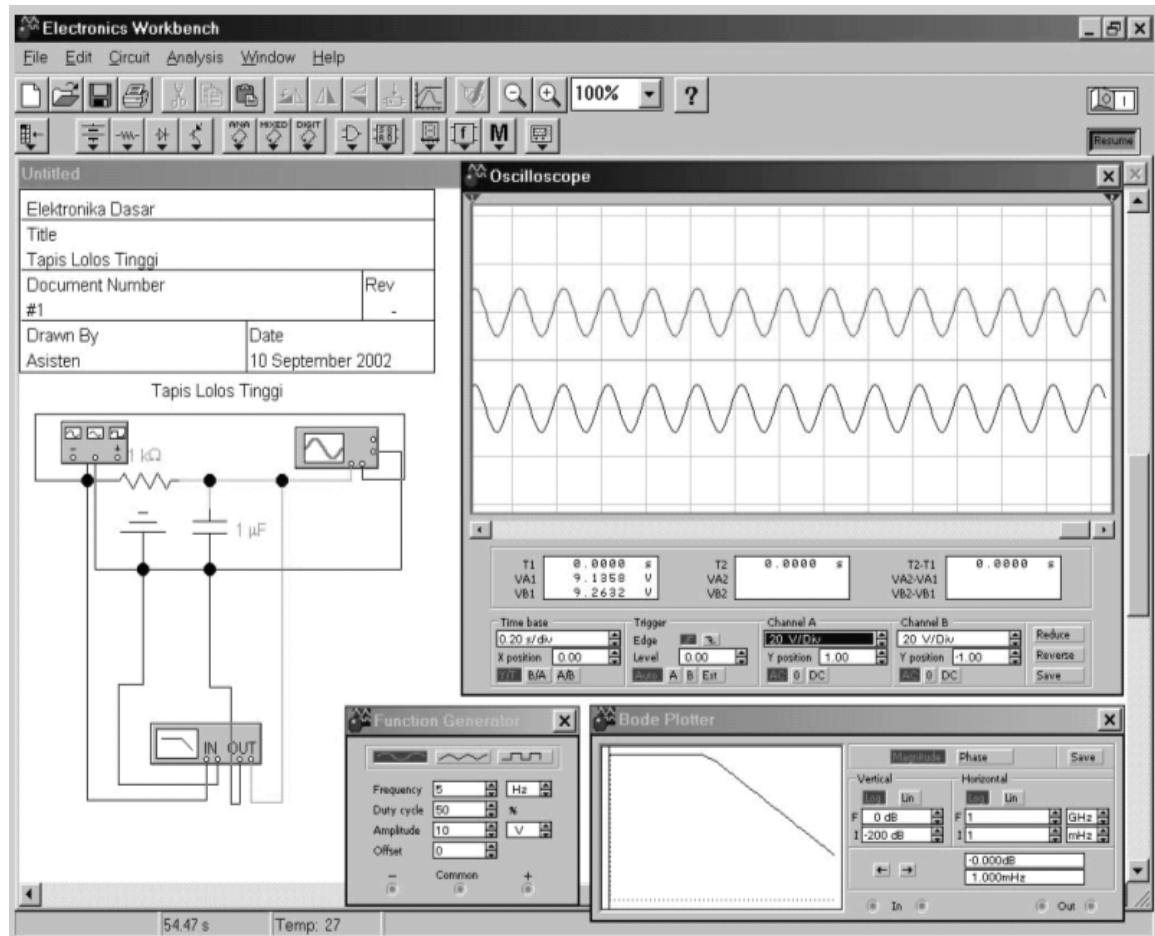 Electronics Workbench
File Edit Circuit Analysis Window Help
100% ?
ANA MIXED DIGIT
M
Resume
Untitled
Elektronika Dasar
Title
Tapis Lolos Tinggi
Document Number Rev
#1 -
Drawn By Date
Asisten 10 September 2002
Tapis Lolos Tinggi
1 kΩ
1 µF
IN OUT
Oscilloscope
T1 0.0000 s T2 0.0000 s T2-T1 0.0000 s
VA1 9.1358 V VA2 VA2-VA1
VB1 9.2632 V VB2 VB2-VB1
Time base Trigger Channel A Channel B
0.20 s/div Edge 20 V/Div 20 V/Div Reduce
X position 0.00 Level 0.00 Y position 1.00 Y position -1.00 Reverse
Y/T B/A A/B Auto A B Ext AC 0 DC AC 0 DC Save
Function Generator
Frequency 5 Hz
Duty cycle 50 %
Amplitude 10 V
Offset 0
- Common +
Bode Plotter
Magnitude Phase Save
Vertical Horizontal
Log Lin Log Lin
F 0 dB F 1 GHz
I -200 dB I 1 mHz
-0.000dB
1.000mHz
In Out
54.47 s Temp: 27